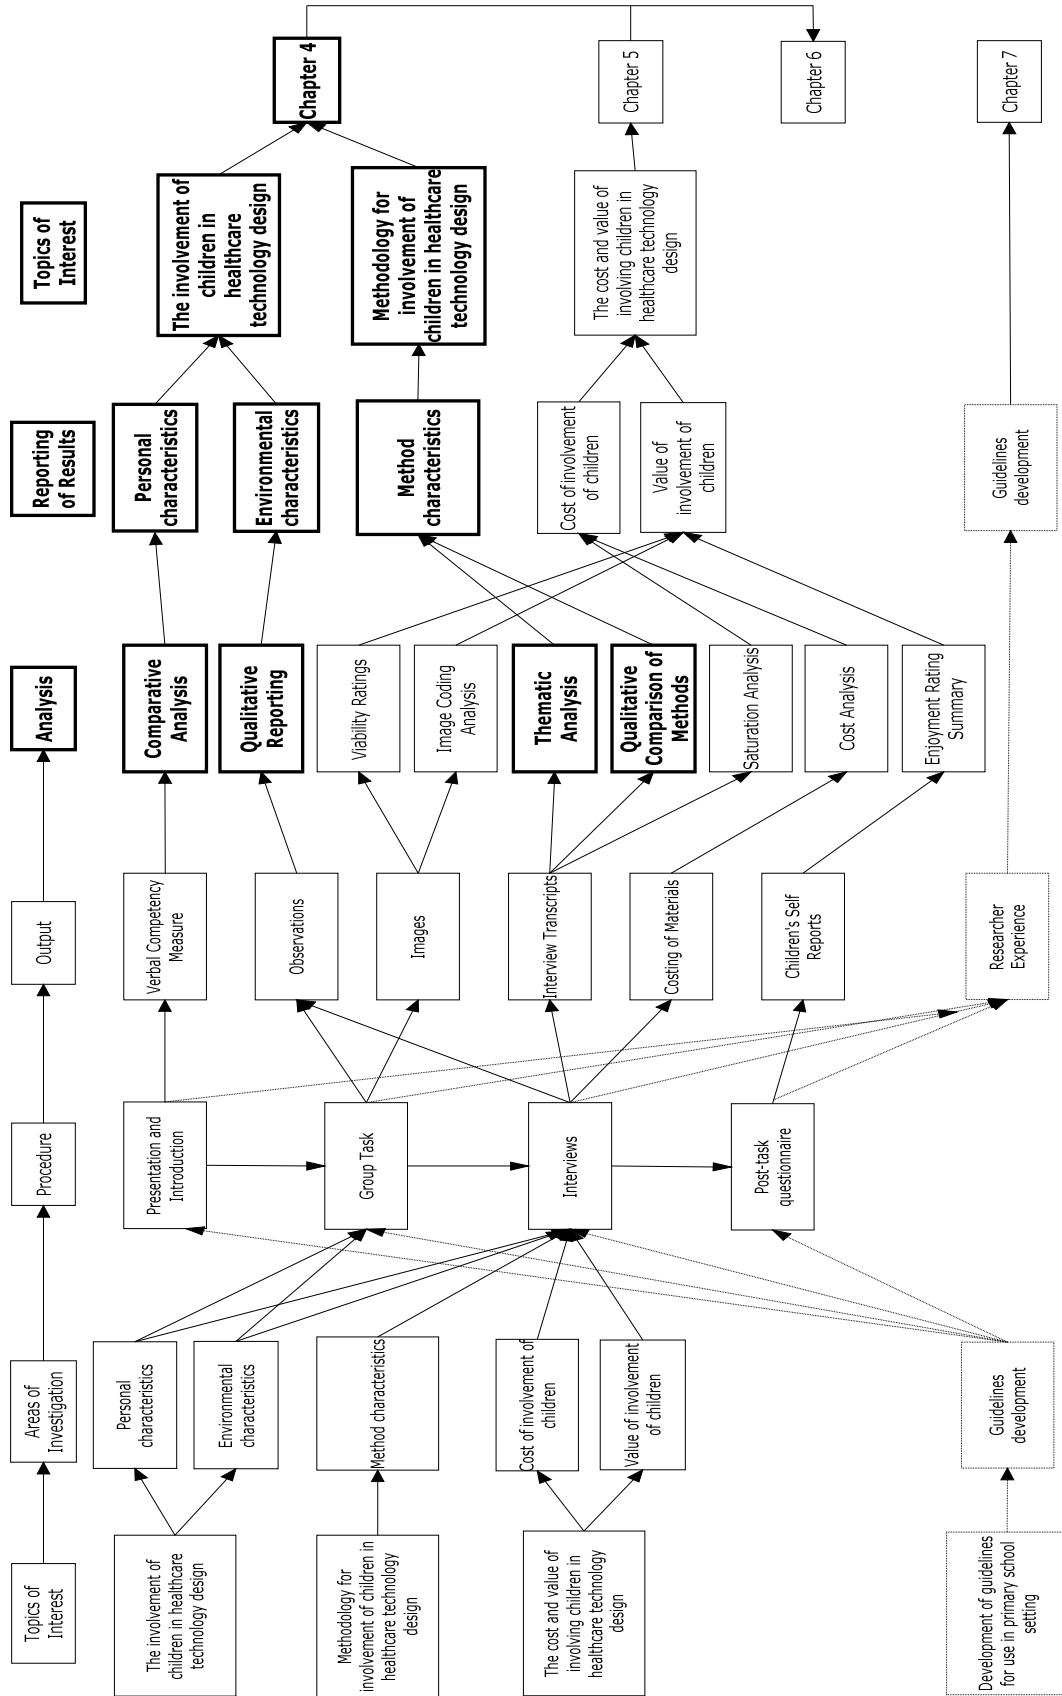 Topics of
Interest
Areas of
Investigation
Procedure
Output
Analysis
Reporting
of Results
Topics of
Interest
The involvement of
children in healthcare
technology design
Methodology for
involvement of children in
healthcare technology
design
The cost and value of
involving children in
healthcare technology
design
Development of guidelines
for use in primary school
setting
Personal
characteristics
Environmental
characteristics
Method characteristics
Cost of involvement of
children
Value of involvement
of children
Guidelines
development
Presentation and
Introduction
Group Task
Interviews
Post-task
questionnaire
Verbal Competency
Measure
Observations
Images
Interview Transcripts
Costing of Materials
Children's Self
Reports
Researcher
Experience
Comparative
Analysis
Qualitative
Reporting
Viability Ratings
Image Coding
Analysis
Thematic
Analysis
Qualitative
Comparison of
Methods
Saturation Analysis
Cost Analysis
Enjoyment Rating
Summary
Personal
characteristics
Environmental
characteristics
Method
characteristics
Cost of involvement
of children
Value of
involvement of
children
Guidelines
development
The involvement of
children in
healthcare
technology design
Methodology for
involvement of
children in healthcare
technology design
The cost and value of
involving children in
healthcare technology
design
Chapter 4
Chapter 5
Chapter 6
Chapter 7